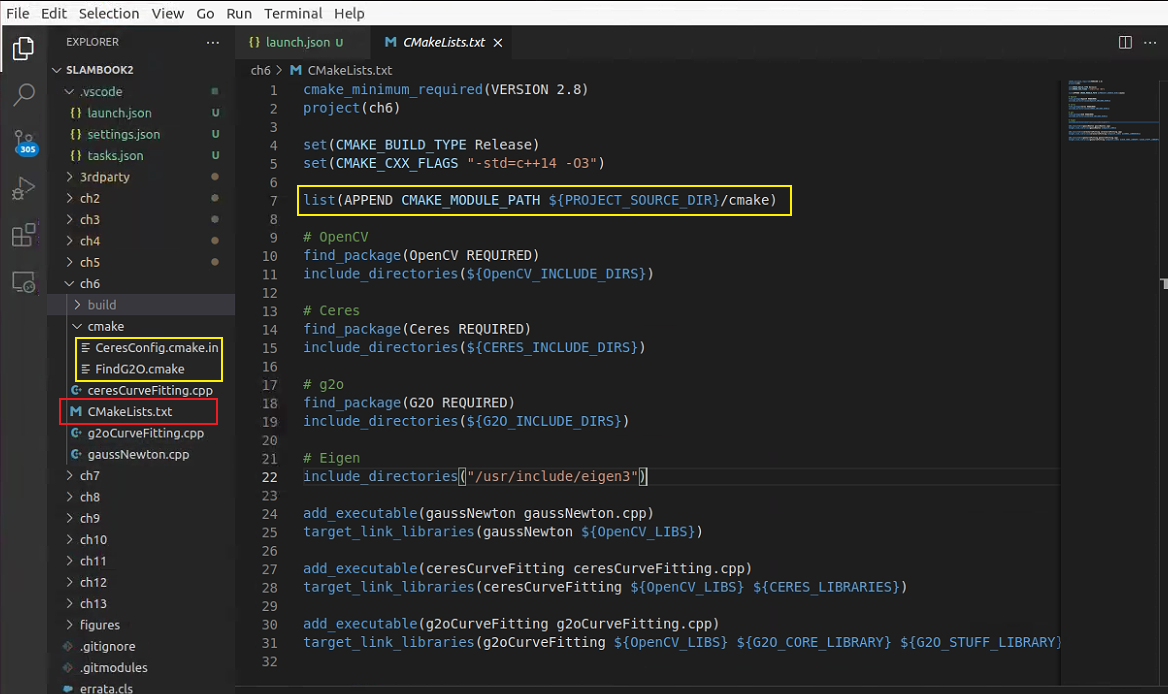 File Edit Selection View Go Run Terminal Help
EXPLORER ···
{} launch.json U
CMakeLists.txt ×
SLAMBOOK2
.vscode
{} launch.json U
{} settings.json U
{} tasks.json U
3rdparty
ch2
ch3
ch4
ch5
ch6
build
cmake
CeresConfig.cmake.in
FindG2O.cmake
ceresCurveFitting.cpp
CMakeLists.txt
g2oCurveFitting.cpp
gaussNewton.cpp
ch7
ch8
ch9
ch10
ch11
ch12
ch13
figures
.gitignore
.gitmodules
errata.cls
305
ch6 > M CMakeLists.txt
1 cmake_minimum_required(VERSION 2.8)
2 project(ch6)
3
4 set(CMAKE_BUILD_TYPE Release)
5 set(CMAKE_CXX_FLAGS "-std=c++14 -O3")
6
7 list(APPEND CMAKE_MODULE_PATH ${PROJECT_SOURCE_DIR}/cmake)
8
9 # OpenCV
10 find_package(OpenCV REQUIRED)
11 include_directories(${OpenCV_INCLUDE_DIRS})
12
13 # Ceres
14 find_package(Ceres REQUIRED)
15 include_directories(${CERES_INCLUDE_DIRS})
16
17 # g2o
18 find_package(G2O REQUIRED)
19 include_directories(${G2O_INCLUDE_DIRS})
20
21 # Eigen
22 include_directories("/usr/include/eigen3")
23
24 add_executable(gaussNewton gaussNewton.cpp)
25 target_link_libraries(gaussNewton ${OpenCV_LIBS})
26
27 add_executable(ceresCurveFitting ceresCurveFitting.cpp)
28 target_link_libraries(ceresCurveFitting ${OpenCV_LIBS} ${CERES_LIBRARIES})
29
30 add_executable(g2oCurveFitting g2oCurveFitting.cpp)
31 target_link_libraries(g2oCurveFitting ${OpenCV_LIBS} ${G2O_CORE_LIBRARY} ${G2O_STUFF_LIBRARY}
32